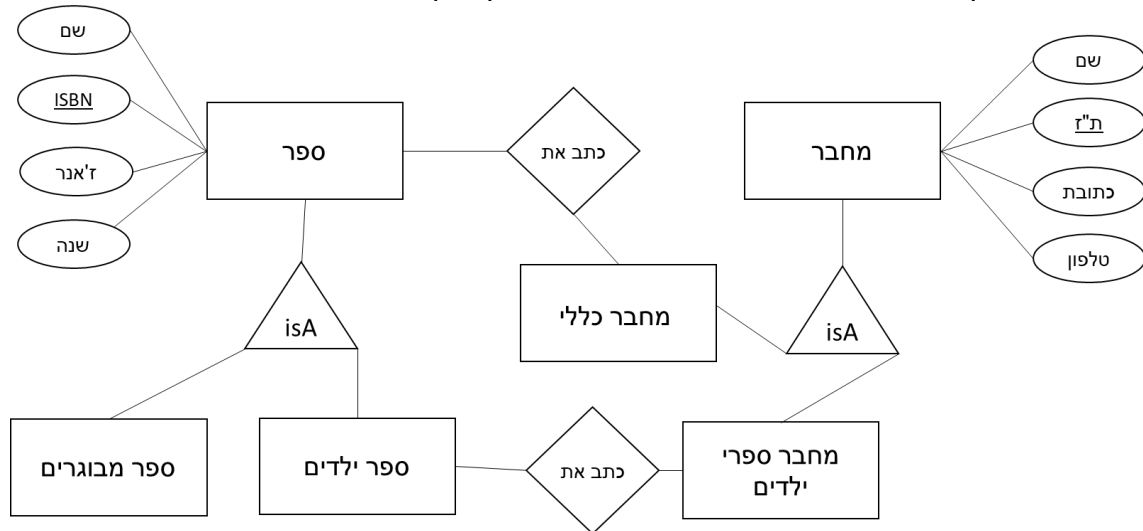 שם
ISBN
ז'אנר
שנה
ספר
כתב את
מחבר
שם
ת"ז
כתובת
טלפון
isA
מחבר כללי
isA
ספר מבוגרים
ספר ילדים
כתב את
מחבר ספרי
ילדים